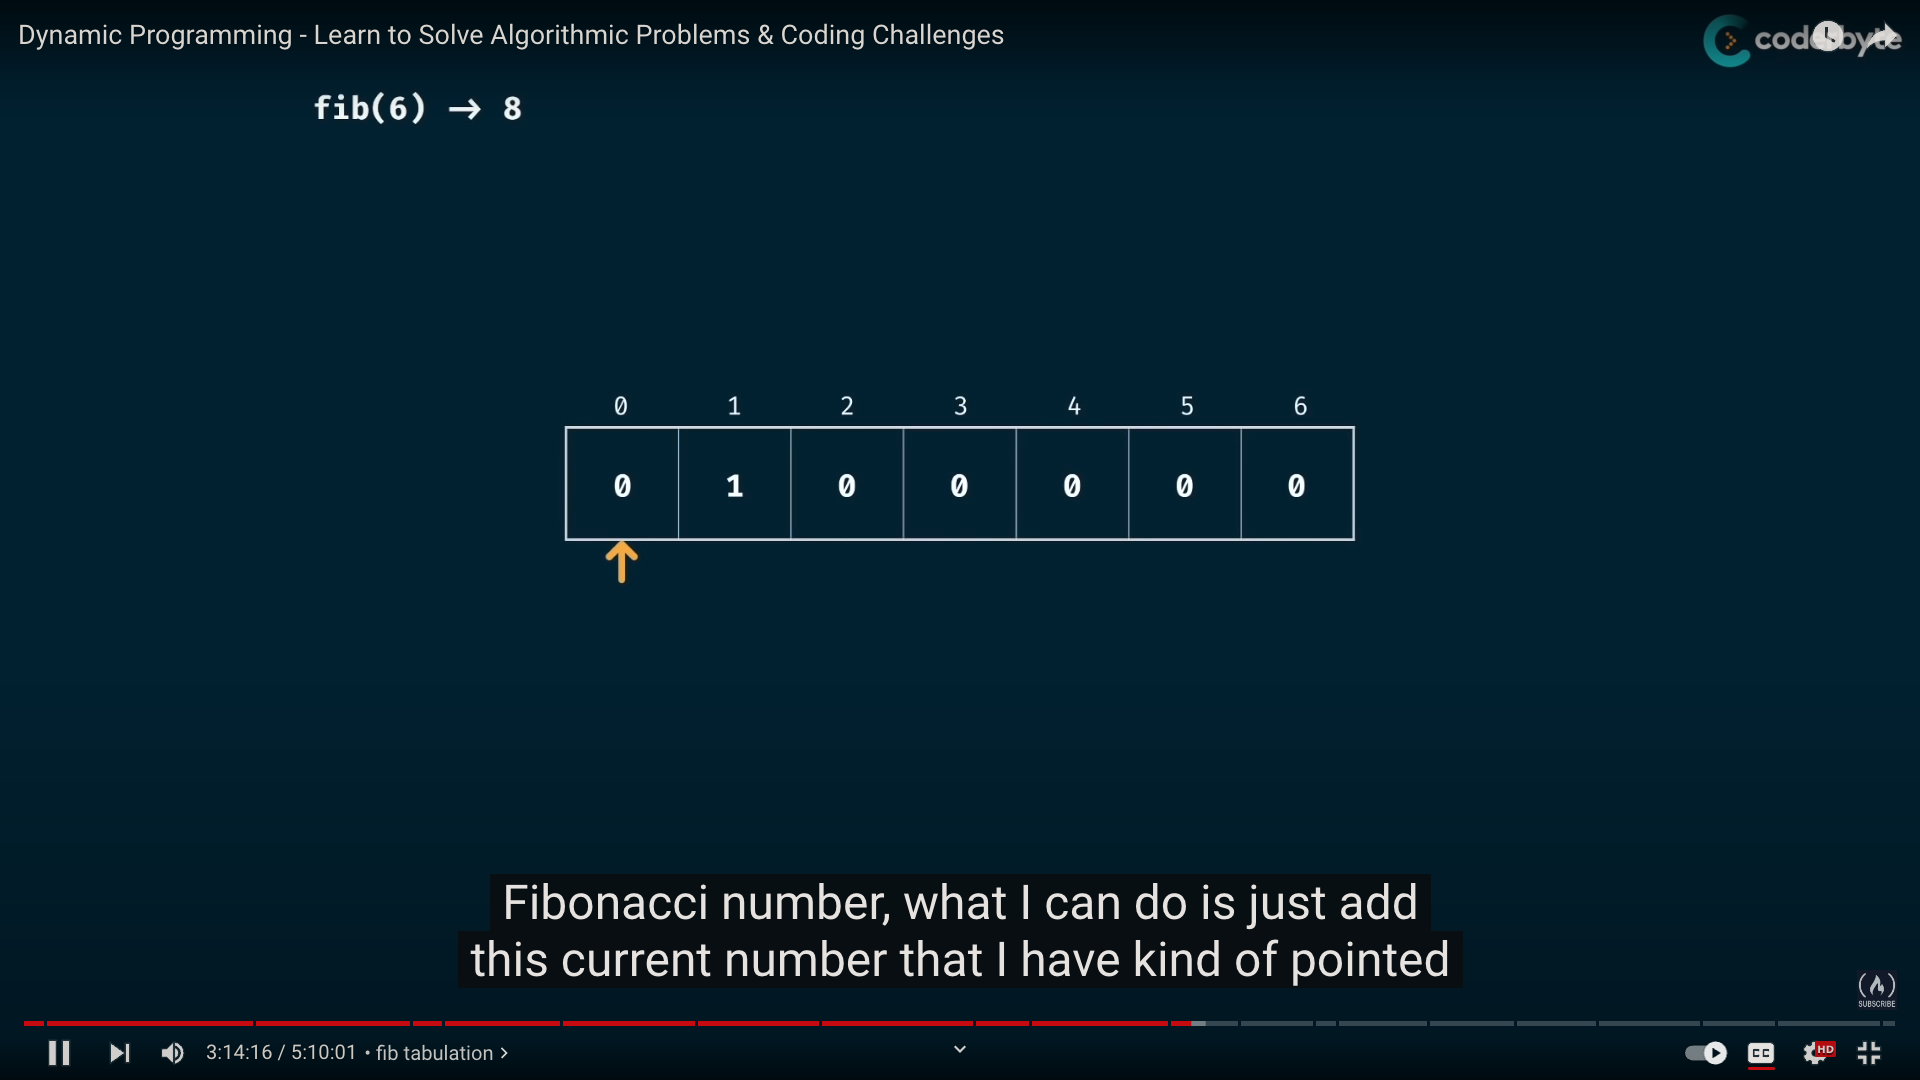 Dynamic Programming - Learn to Solve Algorithmic Problems & Coding Challenges
coderbyte
fib(6) → 8
0 1 2 3 4 5 6
0 1 0 0 0 0 0
Fibonacci number, what I can do is just add
this current number that I have kind of pointed
SUBSCRIBE
3:14:16 / 5:10:01 • fib tabulation >
CC
HD